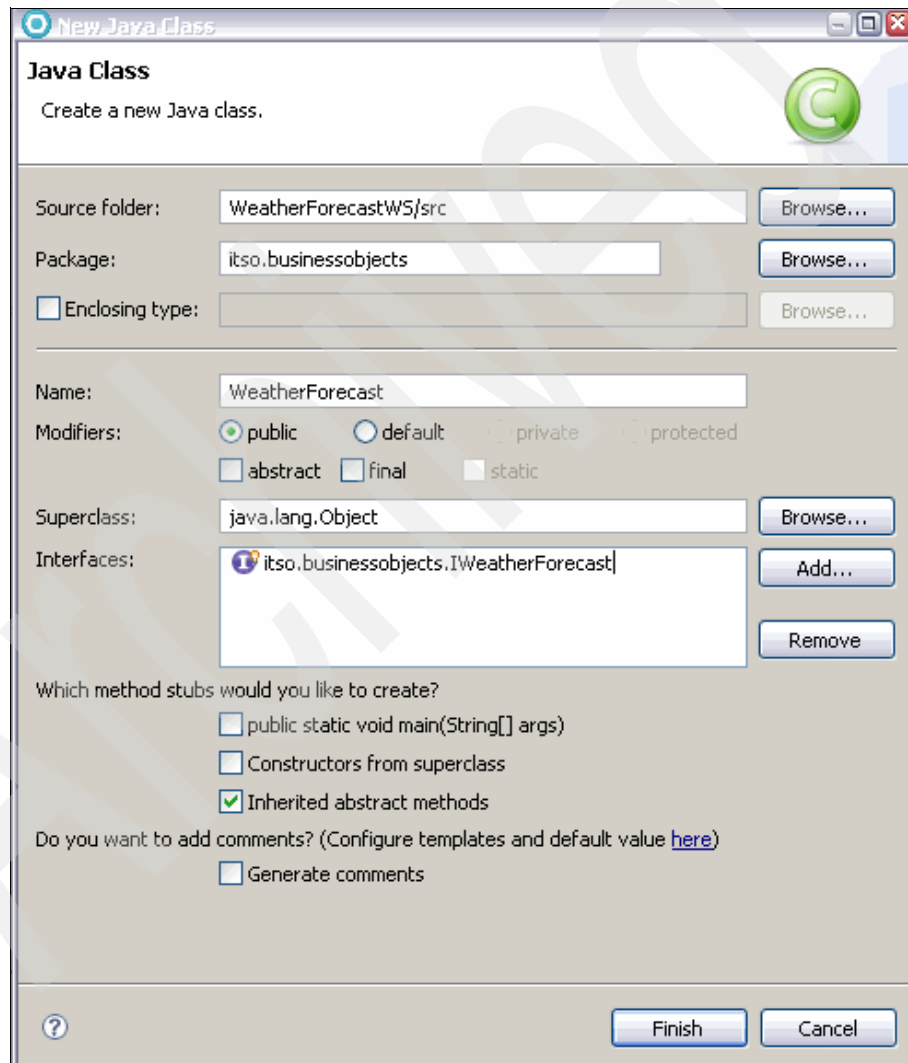 New Java Class
Java Class
Create a new Java class.
Source folder: WeatherForecastWS/src Browse...
Package: itso.businessobjects Browse...
Enclosing type: Browse...
Name: WeatherForecast
Modifiers: public default private protected
abstract final static
Superclass: java.lang.Object Browse...
Interfaces: itso.businessobjects.IWeatherForecast Add...
Remove
Which method stubs would you like to create?
public static void main(String[] args)
Constructors from superclass
Inherited abstract methods
Do you want to add comments? (Configure templates and default value here)
Generate comments
? Finish Cancel